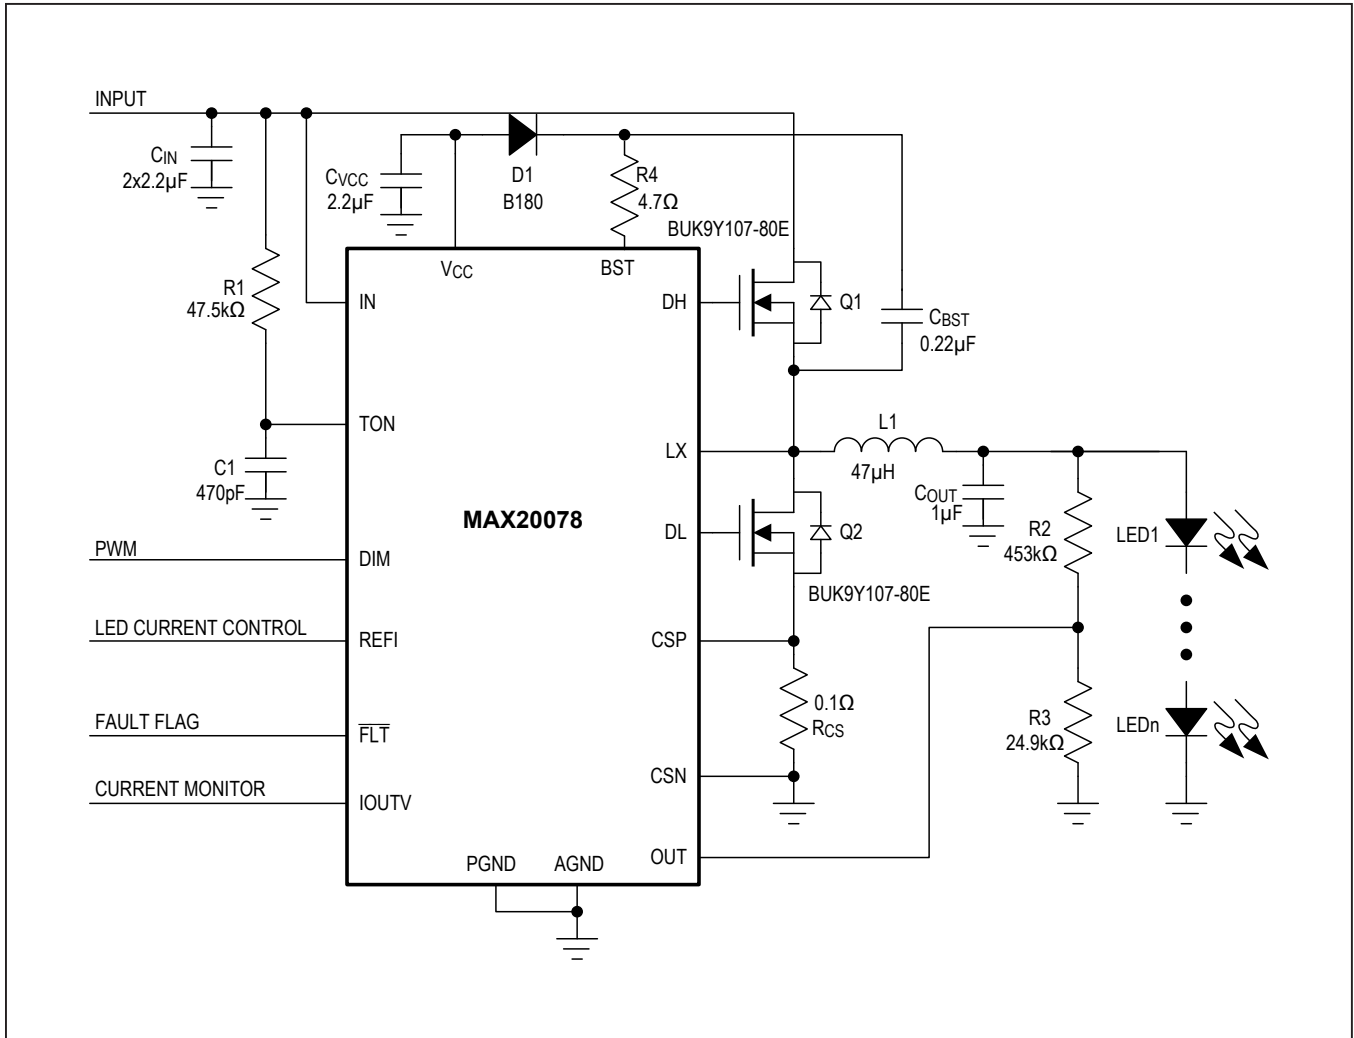 INPUT
CIN
2x2.2µF
CVCC
2.2µF
D1
B180
R4
4.7Ω
BUK9Y107-80E
VCC
BST
R1
47.5kΩ
IN
DH
Q1
CBST
0.22µF
TON
C1
470pF
LX
L1
47µH
COUT
1µF
MAX20078
DL
Q2
R2
453kΩ
LED1
PWM
DIM
BUK9Y107-80E
LED CURRENT CONTROL
REFI
CSP
0.1Ω
RCS
R3
24.9kΩ
LEDn
FAULT FLAG
FLT
CSN
CURRENT MONITOR
IOUTV
OUT
PGND
AGND